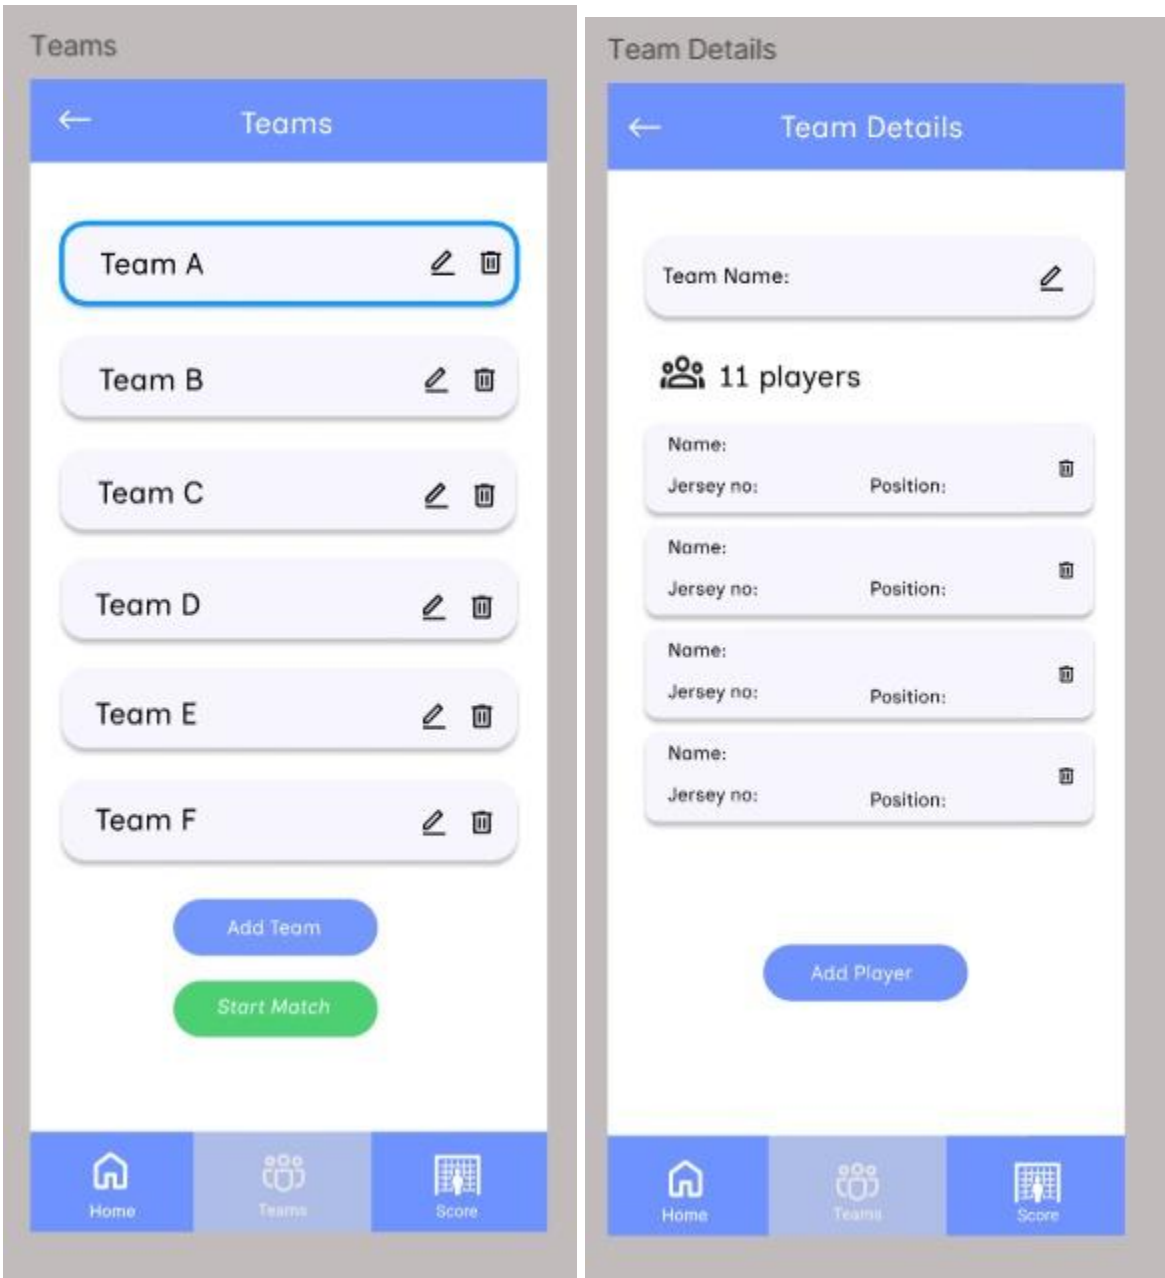 Teams
Teams
Team A
Team B
Team C
Team D
Team E
Team F
Add Team
Start Match
Home
Teams
Score
Team Details
Team Details
Team Name:
11 players
Name:
Jersey no: Position:
Name:
Jersey no: Position:
Name:
Jersey no: Position:
Name:
Jersey no: Position:
Add Player
Home
Teams
Score